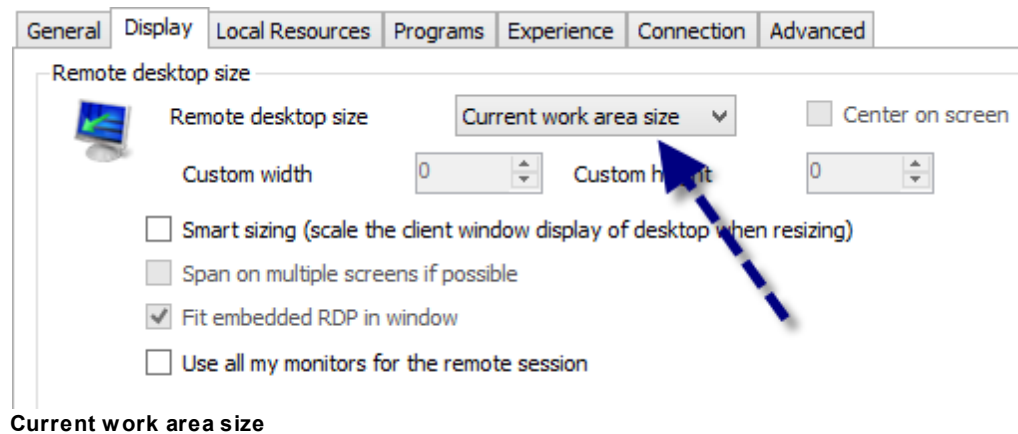 General Display Local Resources Programs Experience Connection Advanced
Remote desktop size
Remote desktop size Current work area size Center on screen
Custom width 0 Custom height 0
Smart sizing (scale the client window display of desktop when resizing)
Span on multiple screens if possible
Fit embedded RDP in window
Use all my monitors for the remote session
Current work area size